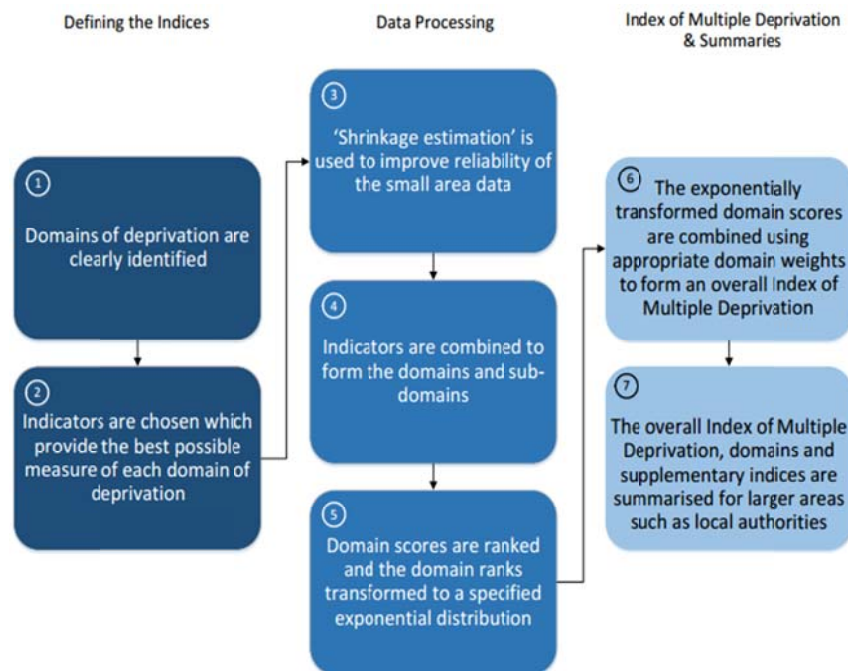 Defining the Indices
Data Processing
Index of Multiple Deprivation
& Summaries
1
Domains of deprivation are
clearly identified
2
Indicators are chosen which
provide the best possible
measure of each domain of
deprivation
3
‘Shrinkage estimation’ is
used to improve reliability of
the small area data
4
Indicators are combined to
form the domains and sub-
domains
5
Domain scores are ranked
and the domain ranks
transformed to a specified
exponential distribution
6
The exponentially
transformed domain scores
are combined using
appropriate domain weights
to form an overall Index of
Multiple Deprivation
7
The overall Index of Multiple
Deprivation, domains and
supplementary indices are
summarised for larger areas
such as local authorities